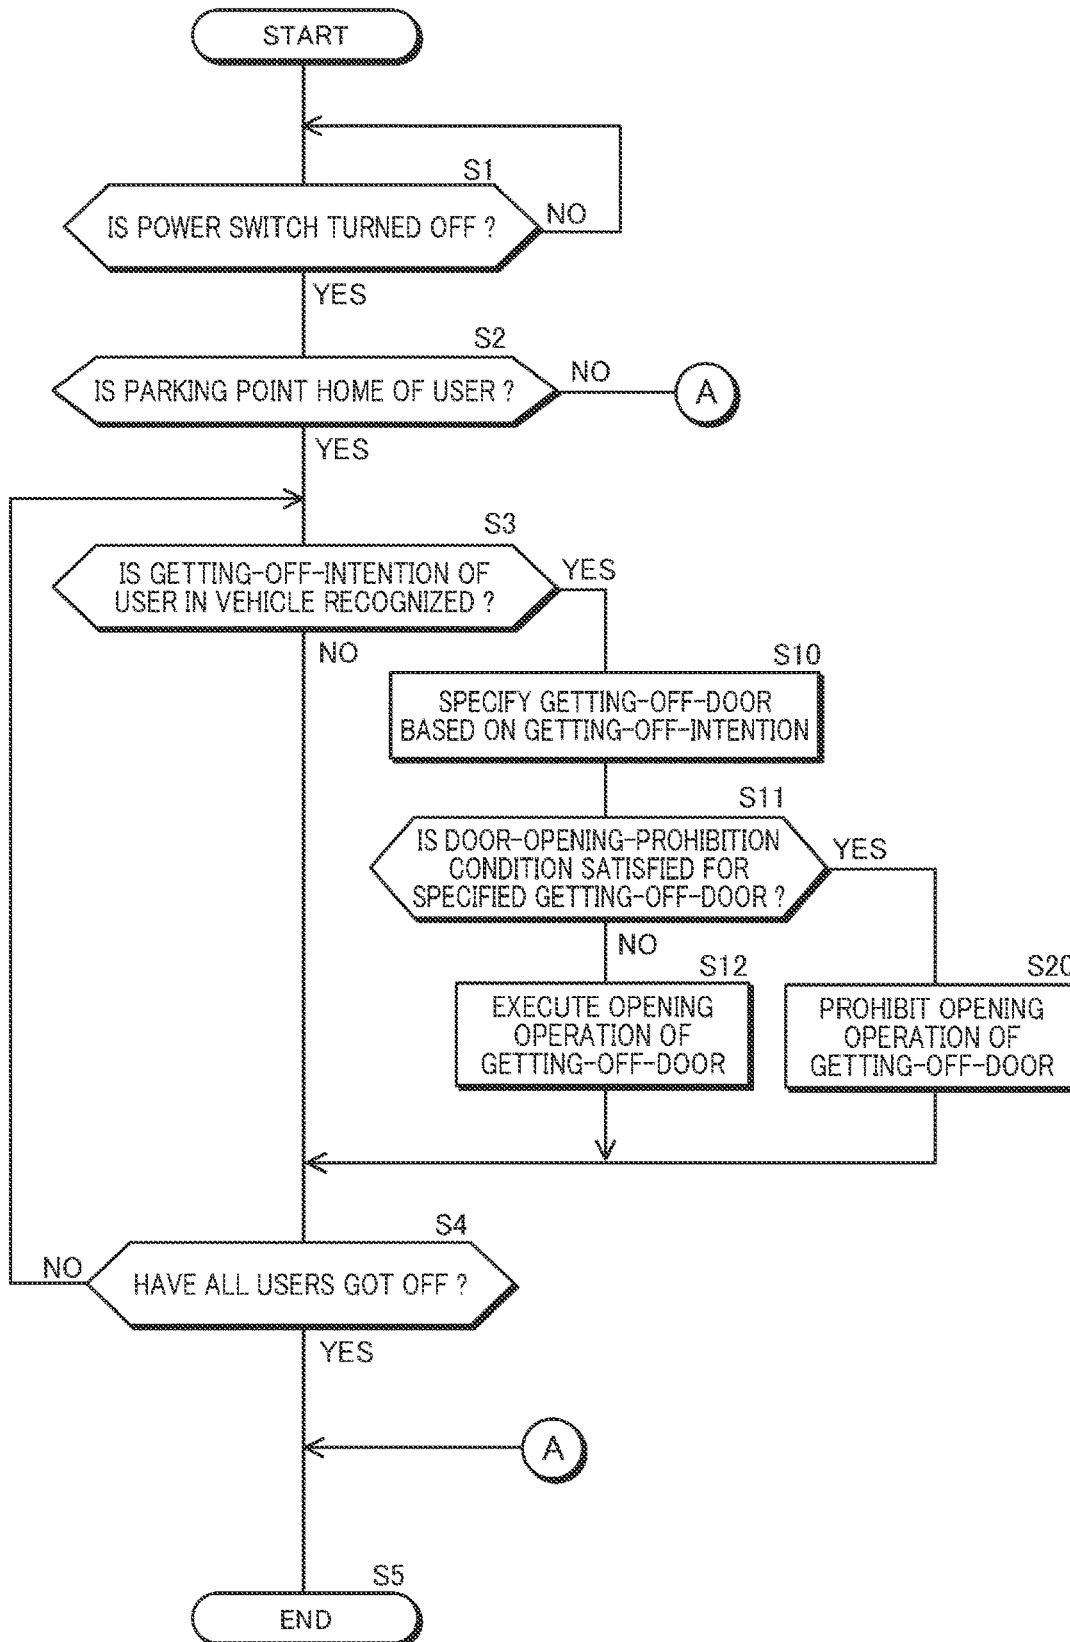 START
S1
IS POWER SWITCH TURNED OFF ?
NO
YES
S2
IS PARKING POINT HOME OF USER ?
NO
A
YES
S3
IS GETTING-OFF-INTENTION OF
USER IN VEHICLE RECOGNIZED ?
YES
NO
S10
SPECIFY GETTING-OFF-DOOR
BASED ON GETTING-OFF-INTENTION
S11
IS DOOR-OPENING-PROHIBITION
CONDITION SATISFIED FOR
SPECIFIED GETTING-OFF-DOOR ?
YES
NO
S12
EXECUTE OPENING
OPERATION OF
GETTING-OFF-DOOR
S20
PROHIBIT OPENING
OPERATION OF
GETTING-OFF-DOOR
S4
HAVE ALL USERS GOT OFF ?
NO
YES
A
S5
END